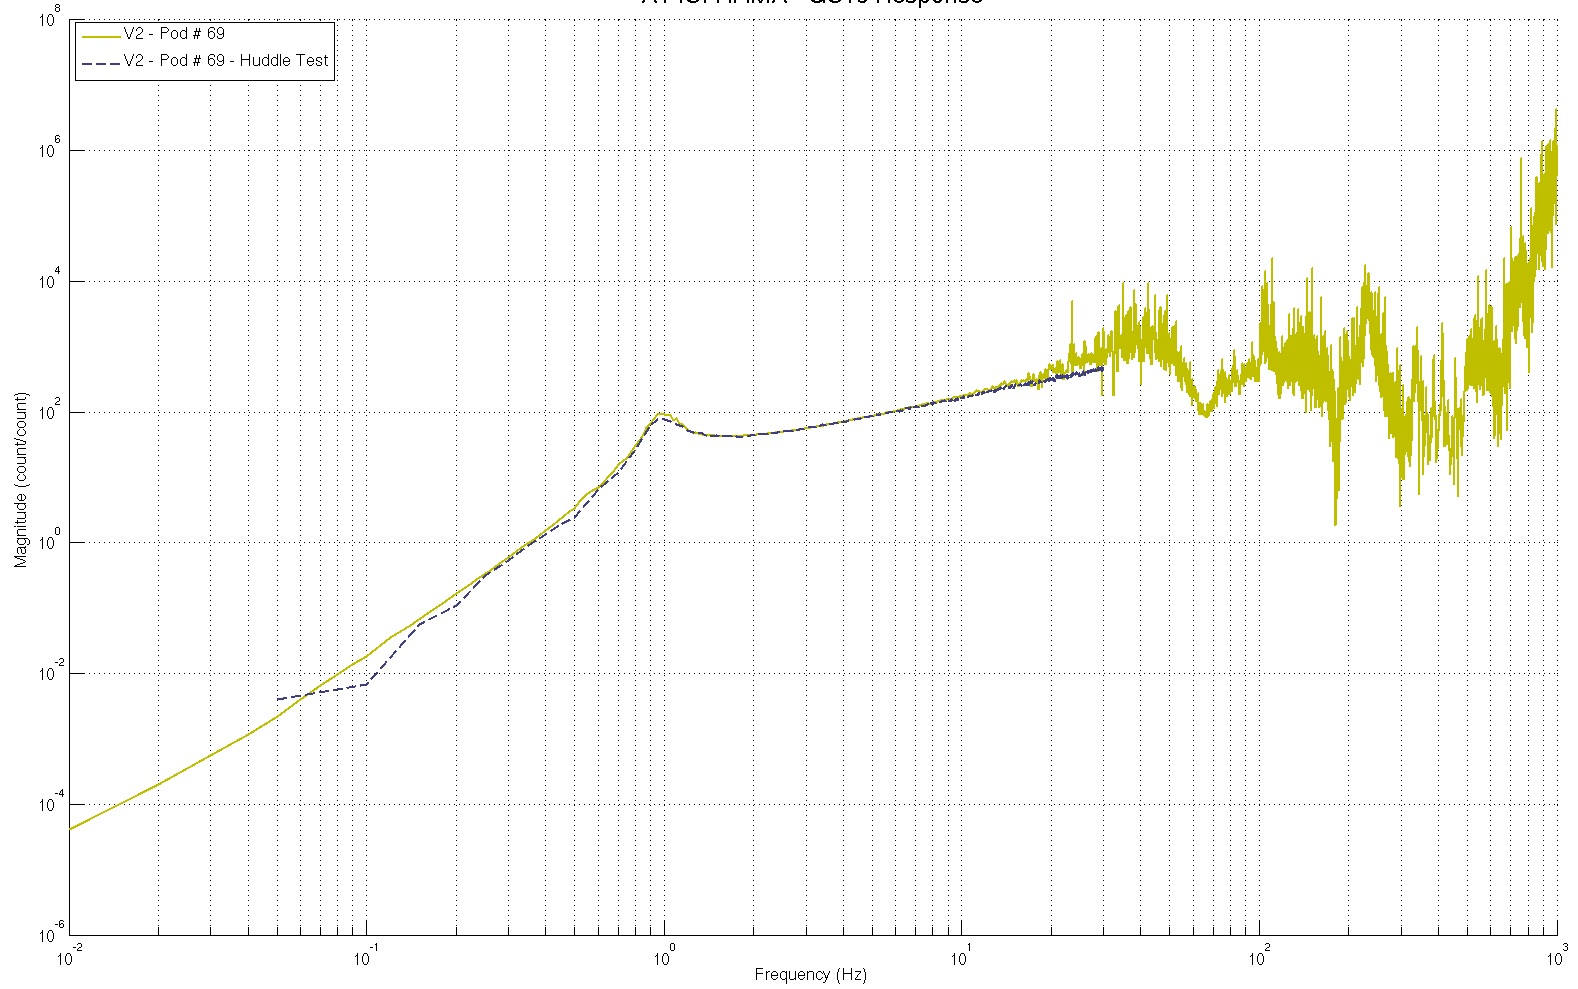 Response
V2 - Pod # 69
V2 - Pod # 69 - Huddle Test
10^8
10^6
10^4
10^2
10^0
10^-2
10^-4
10^-6
Magnitude (count/count)
10^-2
10^-1
10^0
10^1
10^2
10^3
Frequency (Hz)